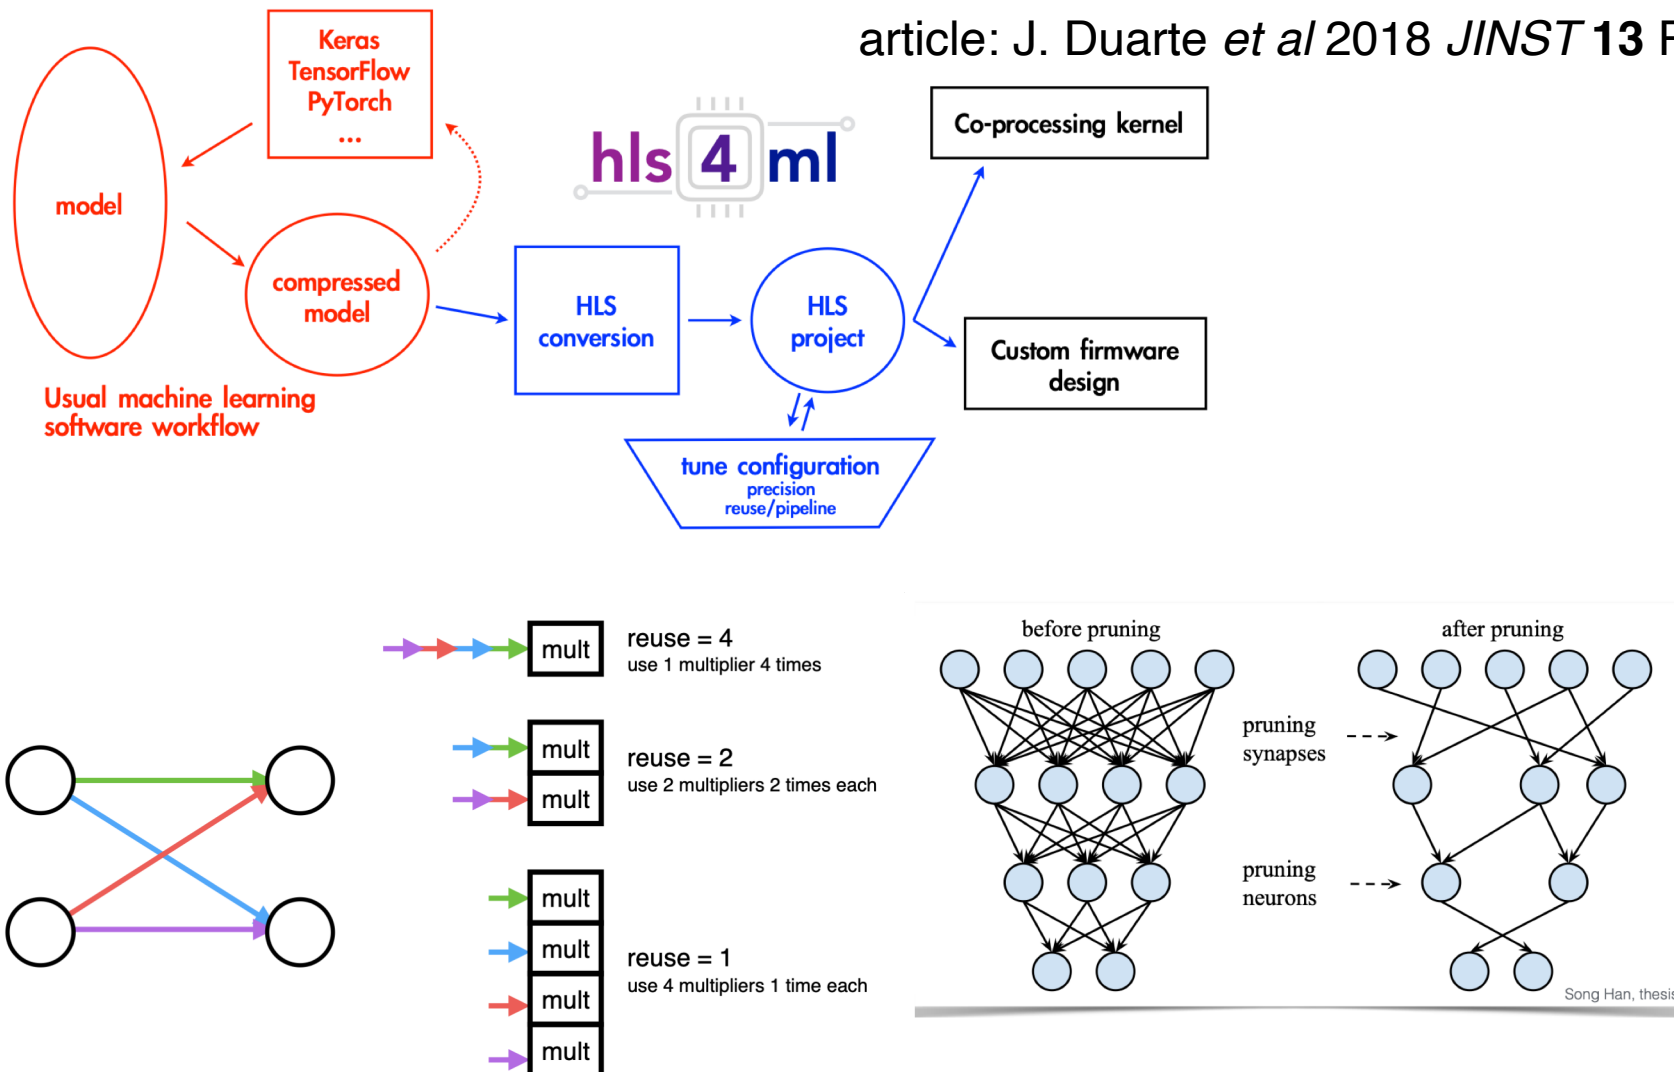 article: J. Duarte et al 2018 JINST 13
Keras
TensorFlow
PyTorch
...
model
compressed
model
Usual machine learning
software workflow
hls 4 ml
HLS
conversion
HLS
project
tune configuration
precision
reuse/pipeline
Co-processing kernel
Custom firmware
design
mult
reuse = 4
use 1 multiplier 4 times
mult
mult
reuse = 2
use 2 multipliers 2 times each
mult
mult
mult
mult
reuse = 1
use 4 multipliers 1 time each
before pruning
after pruning
pruning
synapses
pruning
neurons
Song Han, thesis